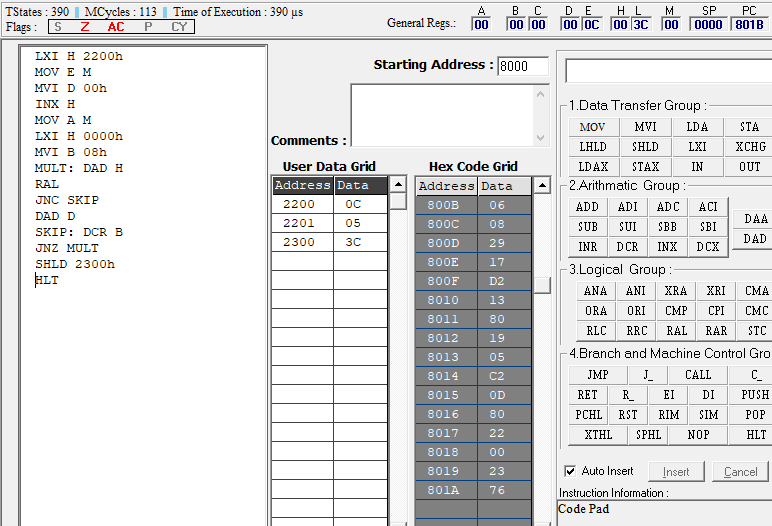 TStates : 390 MCycles : 113 Time of Execution : 390 µs
Flags : S Z AC P CY
General Regs.: A B C D E H L M SP PC
00 00 00 00 0C 00 3C 00 0000 801B
LXI H 2200h
MOV E M
MVI D 00h
INX H
MOV A M
LXI H 0000h
MVI B 08h
MULT: DAD H
RAL
JNC SKIP
DAD D
SKIP: DCR B
JNZ MULT
SHLD 2300h
HLT
Starting Address : 8000
Comments :
User Data Grid
Address Data
2200 0C
2201 05
2300 3C
Hex Code Grid
Address Data
800B 06
800C 08
800D 29
800E 17
800F D2
8010 13
8011 80
8012 19
8013 05
8014 C2
8015 0D
8016 80
8017 22
8018 00
8019 23
801A 76
1.Data Transfer Group :
MOV MVI LDA STA
LHLD SHLD LXI XCHG
LDAX STAX IN OUT
2.Arithmatic Group :
ADD ADI ADC ACI
SUB SUI SBB SBI
INR DCR INX DCX
DAA
DAD
3.Logical Group :
ANA ANI XRA XRI CMA
ORA ORI CMP CPI CMC
RLC RRC RAL RAR STC
4.Branch and Machine Control Gro
JMP J_ CALL C_
RET R_ EI DI PUSH
PCHL RST RIM SIM POP
XTHL SPHL NOP HLT
Auto Insert Insert Cancel
Instruction Information :
Code Pad